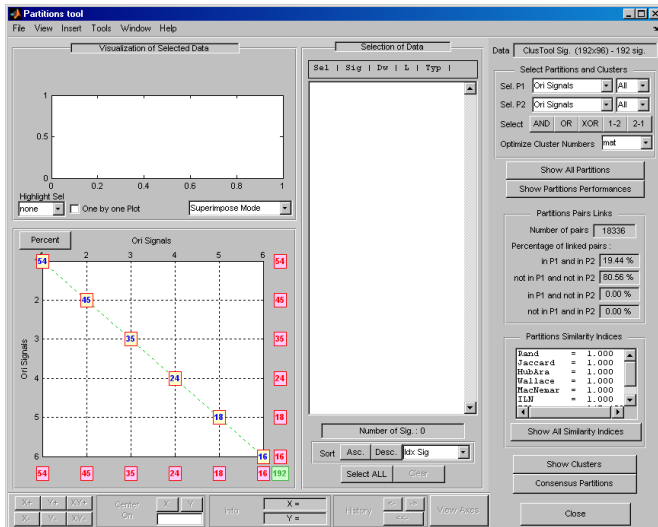 Partitions tool
File View Insert Tools Window Help
Visualization of Selected Data
1
0.5
0
0 0.2 0.4 0.6 0.8 1
Highlight Sel
none One by one Plot Superimpose Mode
Percent Ori Signals
1 2 3 4 5 6
54 54
2 45 45
3 35 35
4 24 24
5 18 18
6 16 16
Ori Signals
54 45 35 24 18 16 192
Selection of Data
Sel | Sig | Dw | L | Typ |
Number of Sig. : 0
Sort Asc. Desc. Idx Sig
Select ALL Clear
Data ClusTool Sig. (192x96) - 192 sig.
Select Partitions and Clusters
Sel. P1 Ori Signals All
Sel. P2 Ori Signals All
Select AND OR XOR 1-2 2-1
Optimize Cluster Numbers mat
Show All Partitions
Show Partitions Performances
Partitions Pairs Links
Number of pairs 18336
Percentage of linked pairs :
in P1 and in P2 19.44 %
not in P1 and not in P2 80.56 %
in P1 and not in P2 0.00 %
not in P1 and in P2 0.00 %
Partitions Similarity Indices
Rand = 1.000
Jaccard = 1.000
HubAra = 1.000
Wallace = 1.000
MacNemar = 1.000
ILN = 1.000
Show All Similarity Indices
Show Clusters
Consensus Partitions
Close
X+ Y+ XY+
X- Y- XY-
Center On X Y
Info X =
Y =
History <- ->
<<-
View Axes